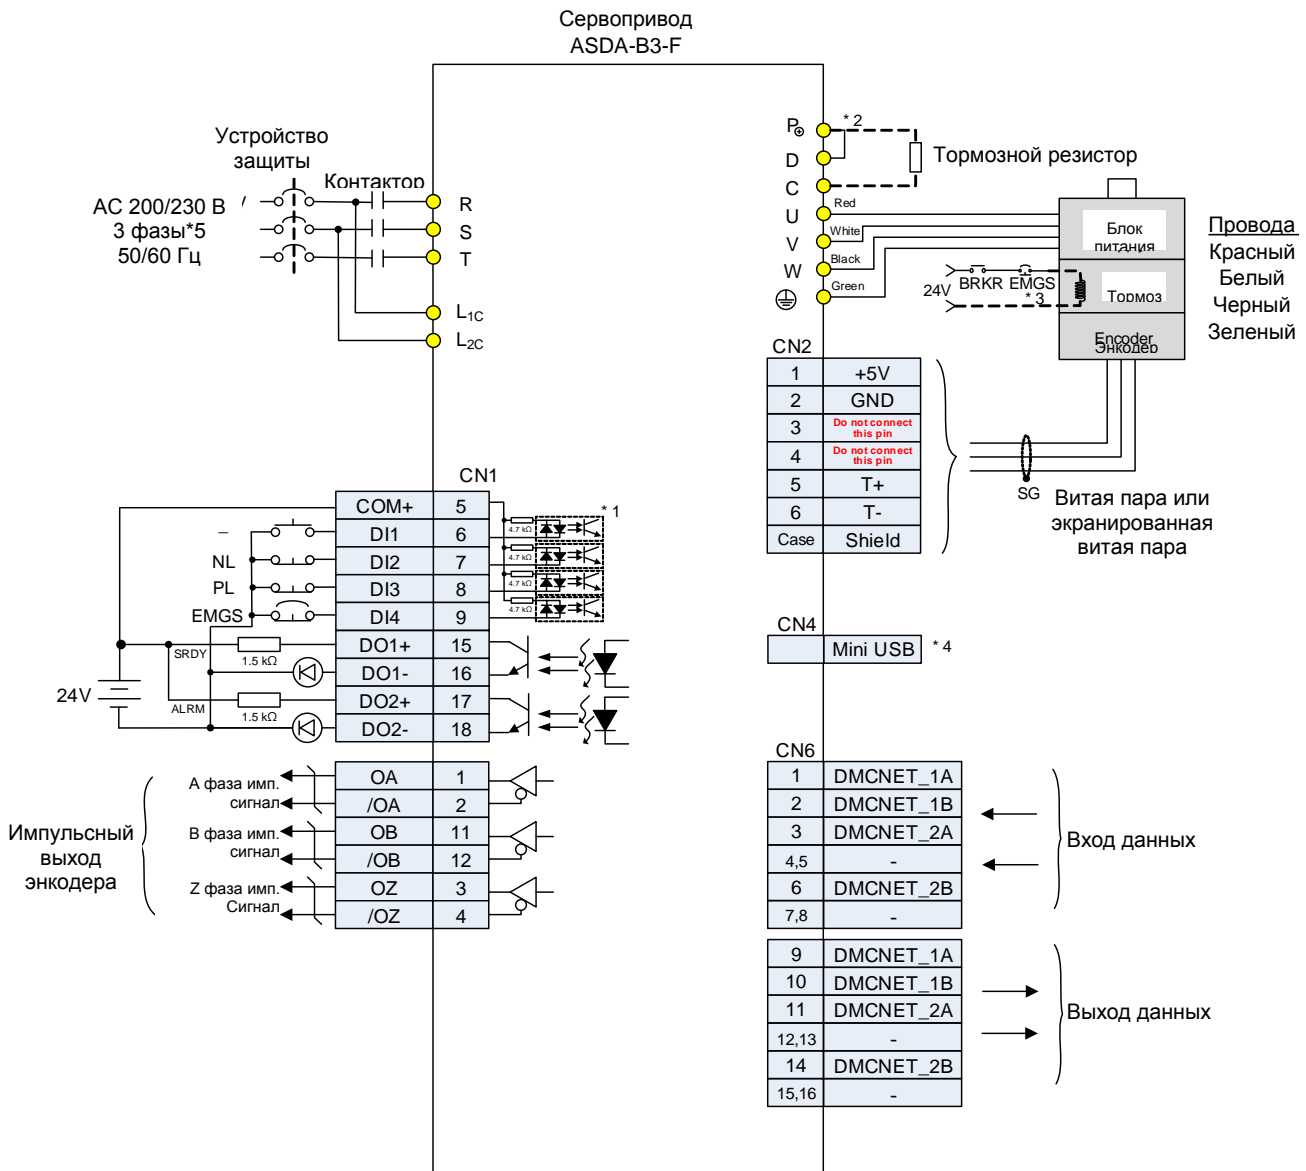 Сервопривод
ASDA-B3-F
Устройство
защиты
Контактор
AC 200/230 В
3 фазы*5
50/60 Гц
R
S
T
L1C
L2C
P⊕
* 2
D
C
Тормозной резистор
U
Red
V
White
W
Black
Green
Блок
питания
24V
BRKR
EMGS
* 3
Тормоз
Encoder
Энкодер
Провода
Красный
Белый
Черный
Зеленый
CN2
1 +5V
2 GND
3 Do not connect
this pin
4 Do not connect
this pin
5 T+
6 T-
Case Shield
SG
Витая пара или
экранированная
витая пара
CN1
COM+ 5
* 1
– DI1 6
4.7 kΩ
NL DI2 7
4.7 kΩ
PL DI3 8
4.7 kΩ
EMGS DI4 9
4.7 kΩ
SRDY 1.5 kΩ DO1+ 15
DO1- 16
24V
ALRM 1.5 kΩ DO2+ 17
DO2- 18
CN4
Mini USB * 4
Импульсный
выход
энкодера
A фаза имп.
сигнал
OA 1
/OA 2
B фаза имп.
сигнал
OB 11
/OB 12
Z фаза имп.
Сигнал
OZ 3
/OZ 4
CN6
1 DMCNET_1A
2 DMCNET_1B
3 DMCNET_2A
4,5 -
6 DMCNET_2B
7,8 -
Вход данных
9 DMCNET_1A
10 DMCNET_1B
11 DMCNET_2A
12,13 -
14 DMCNET_2B
15,16 -
Выход данных